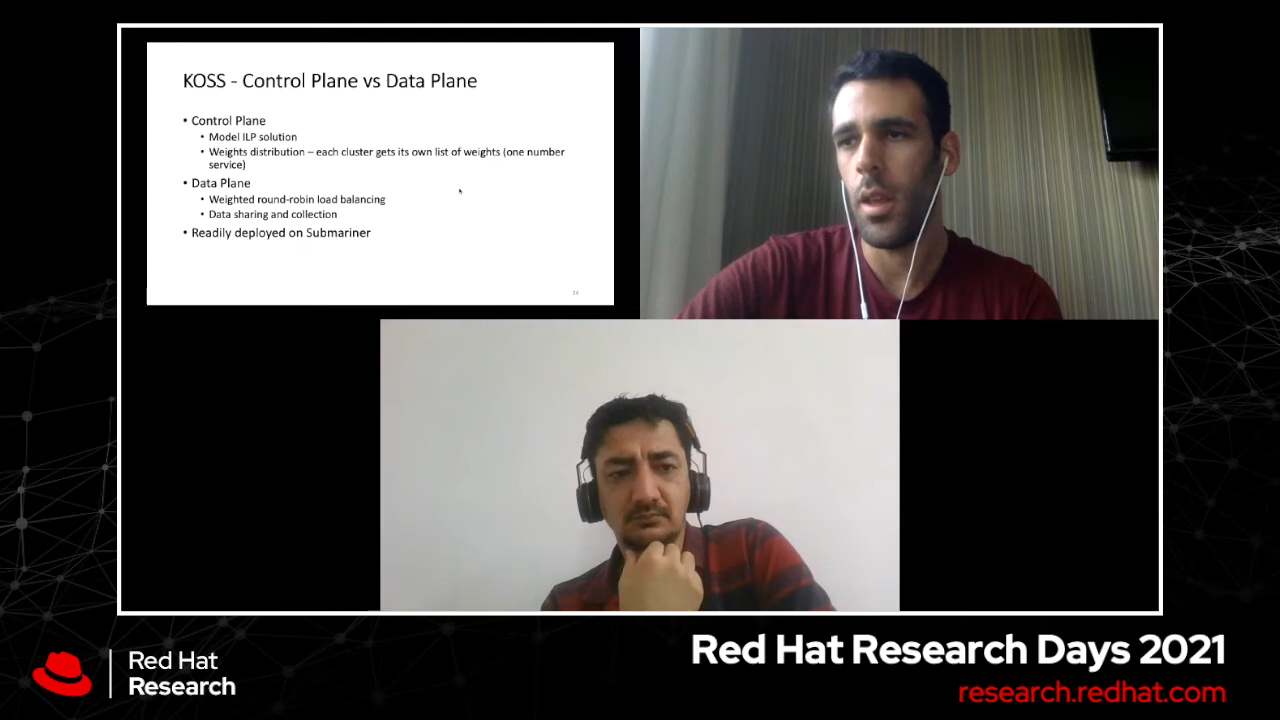 KOSS - Control Plane vs Data Plane
• Control Plane
• Model ILP solution
• Weights distribution – each cluster gets its own list of weights (one number
service)
• Data Plane
• Weighted round-robin load balancing
• Data sharing and collection
• Readily deployed on Submariner
Red Hat
Research
Red Hat Research Days 2021
research.redhat.com